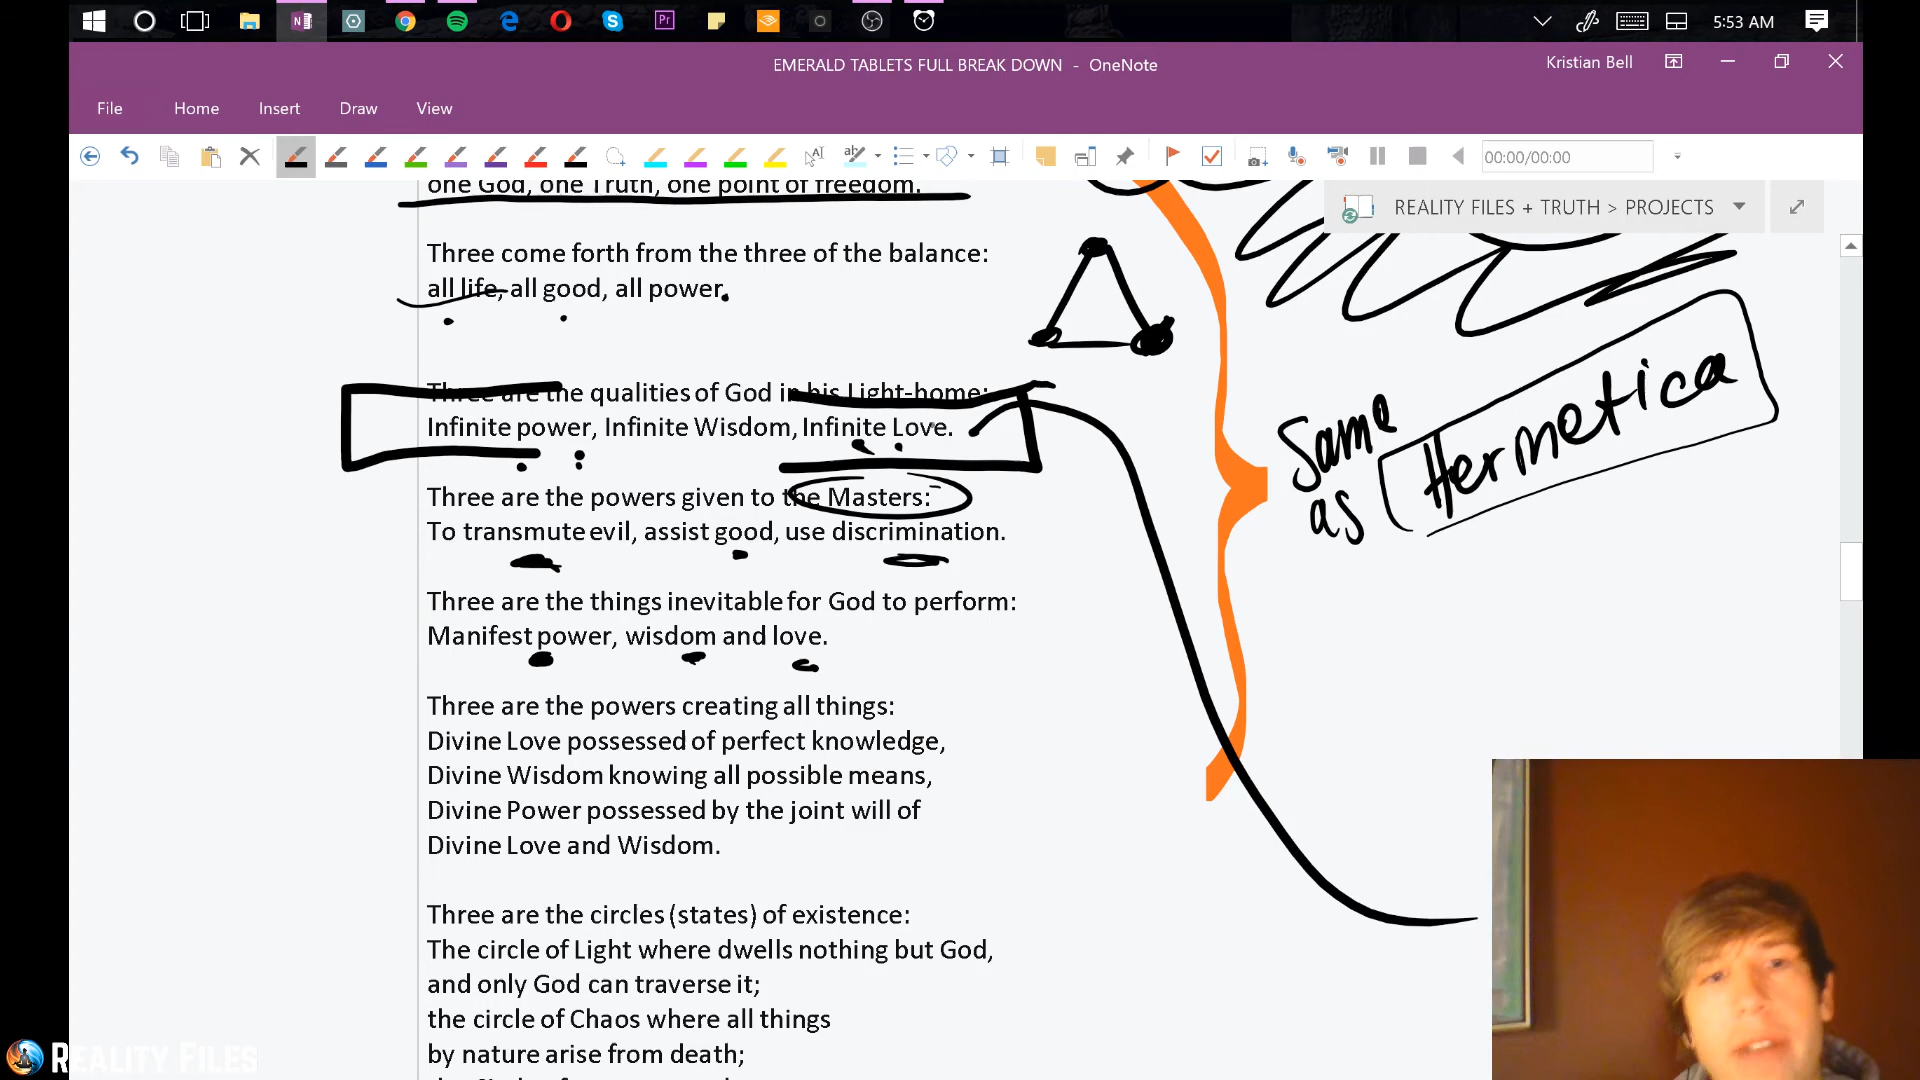 5:53 AM
EMERALD TABLETS FULL BREAK DOWN - OneNote
Kristian Bell
File Home Insert Draw View
00:00/00:00
REALITY FILES + TRUTH > PROJECTS
one God, one Truth, one point of freedom.
Three come forth from the three of the balance:
all life, all good, all power.
Three are the qualities of God in his Light-home:
Infinite power, Infinite Wisdom, Infinite Love.
Three are the powers given to the Masters:
To transmute evil, assist good, use discrimination.
Three are the things inevitable for God to perform:
Manifest power, wisdom and love.
Three are the powers creating all things:
Divine Love possessed of perfect knowledge,
Divine Wisdom knowing all possible means,
Divine Power possessed by the joint will of
Divine Love and Wisdom.
Three are the circles (states) of existence:
The circle of Light where dwells nothing but God,
and only God can traverse it;
the circle of Chaos where all things
by nature arise from death;
Same
as Hermetica
REALITY FILES